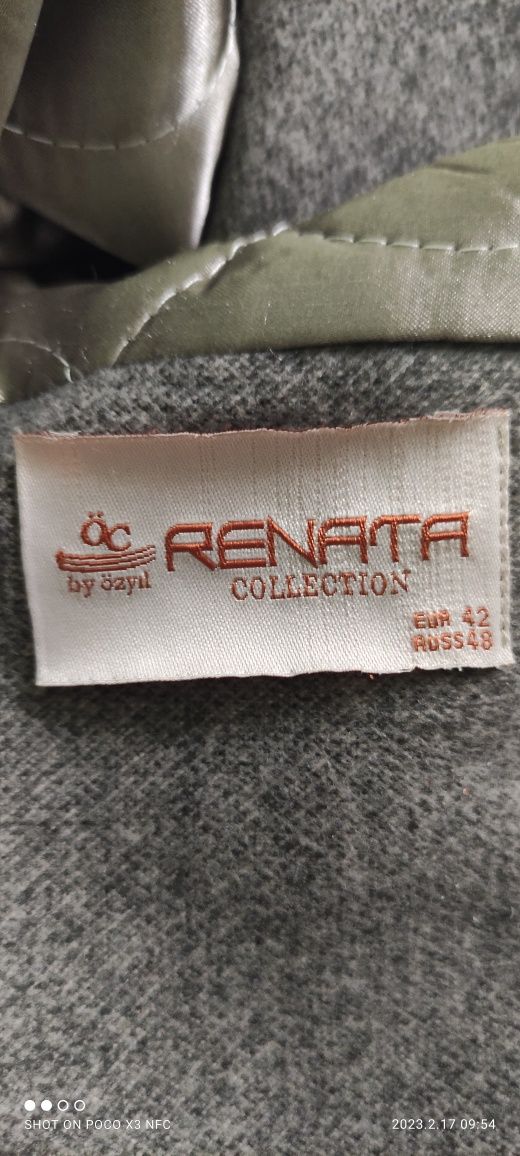 ÖC
by özyıl
RENATA
COLLECTION
EUR 42
RUSS48
SHOT ON POCO X3 NFC
2023.2.17 09:54